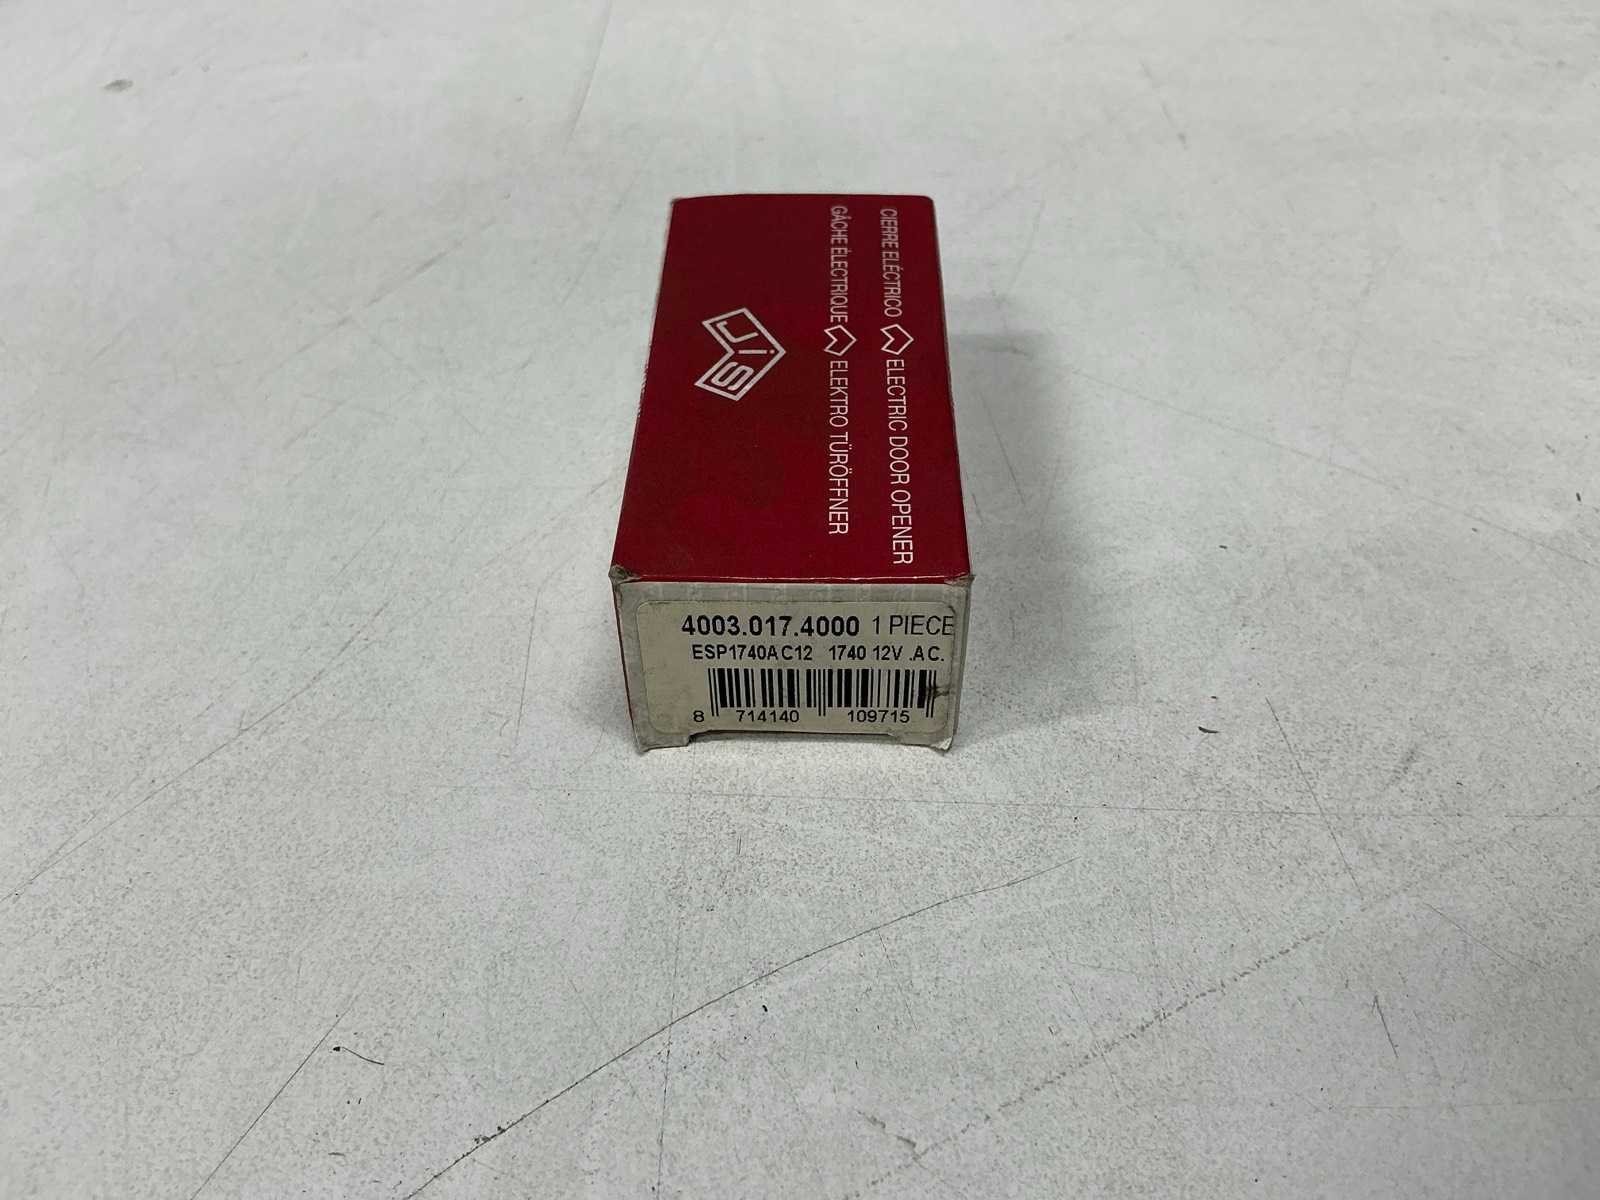 CIERRE ELÉCTRICO ELECTRIC DOOR OPENER
GÂCHE ÉLECTRIQUE ELEKTRO TÜRÖFFNER
JiS
4003.017.4000 1 PIECE
ESP1740AC12 1740 12V .AC.
8 714140 109715